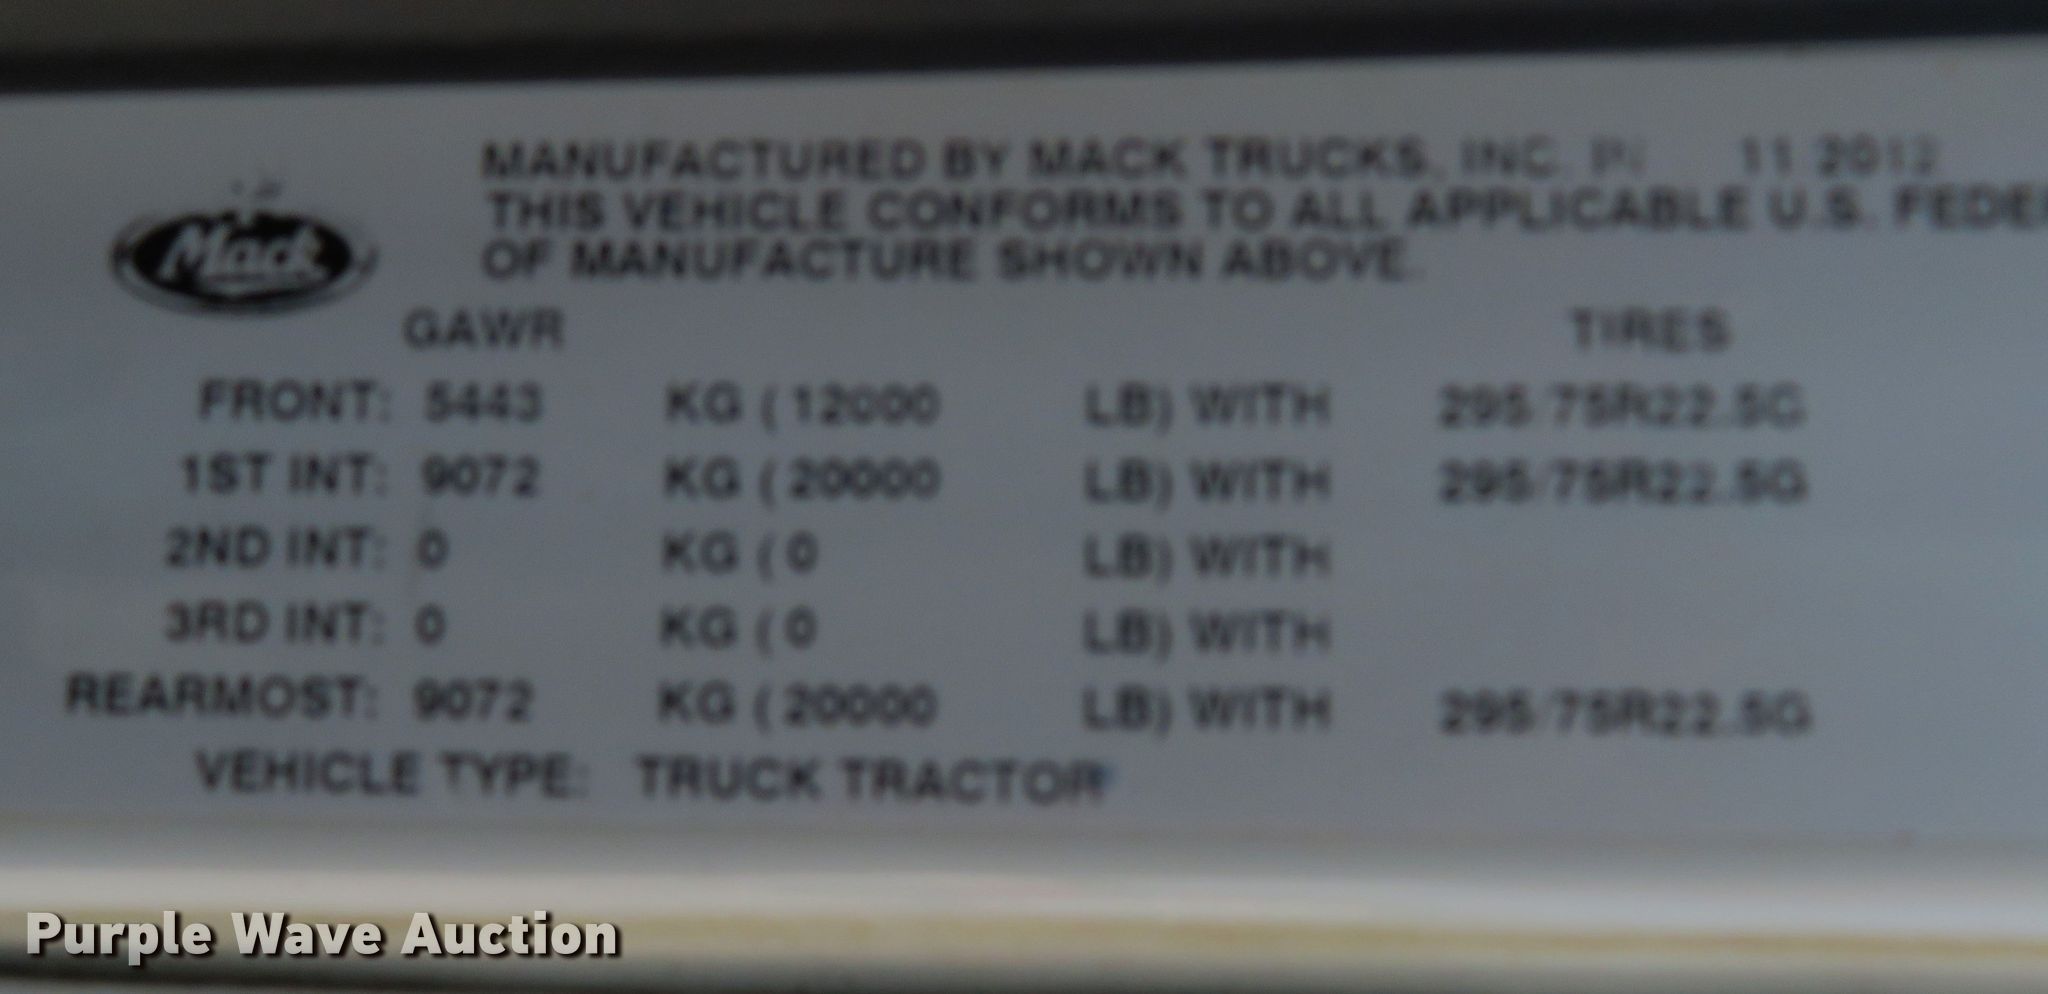 MANUFACTURED BY MACK TRUCKS, INC. 11 2012
THIS VEHICLE CONFORMS TO ALL APPLICABLE U.S. FEDE
OF MANUFACTURE SHOWN ABOVE.
Mack
GAWR TIRES
FRONT: 5443 KG (12000 LB) WITH 295/75R22.5G
1ST INT: 9072 KG (20000 LB) WITH 295/75R22.5G
2ND INT: 0 KG (0 LB) WITH
3RD INT: 0 KG (0 LB) WITH
REARMOST: 9072 KG (20000 LB) WITH 295/75R22.5G
VEHICLE TYPE: TRUCK TRACTOR
Purple Wave Auction